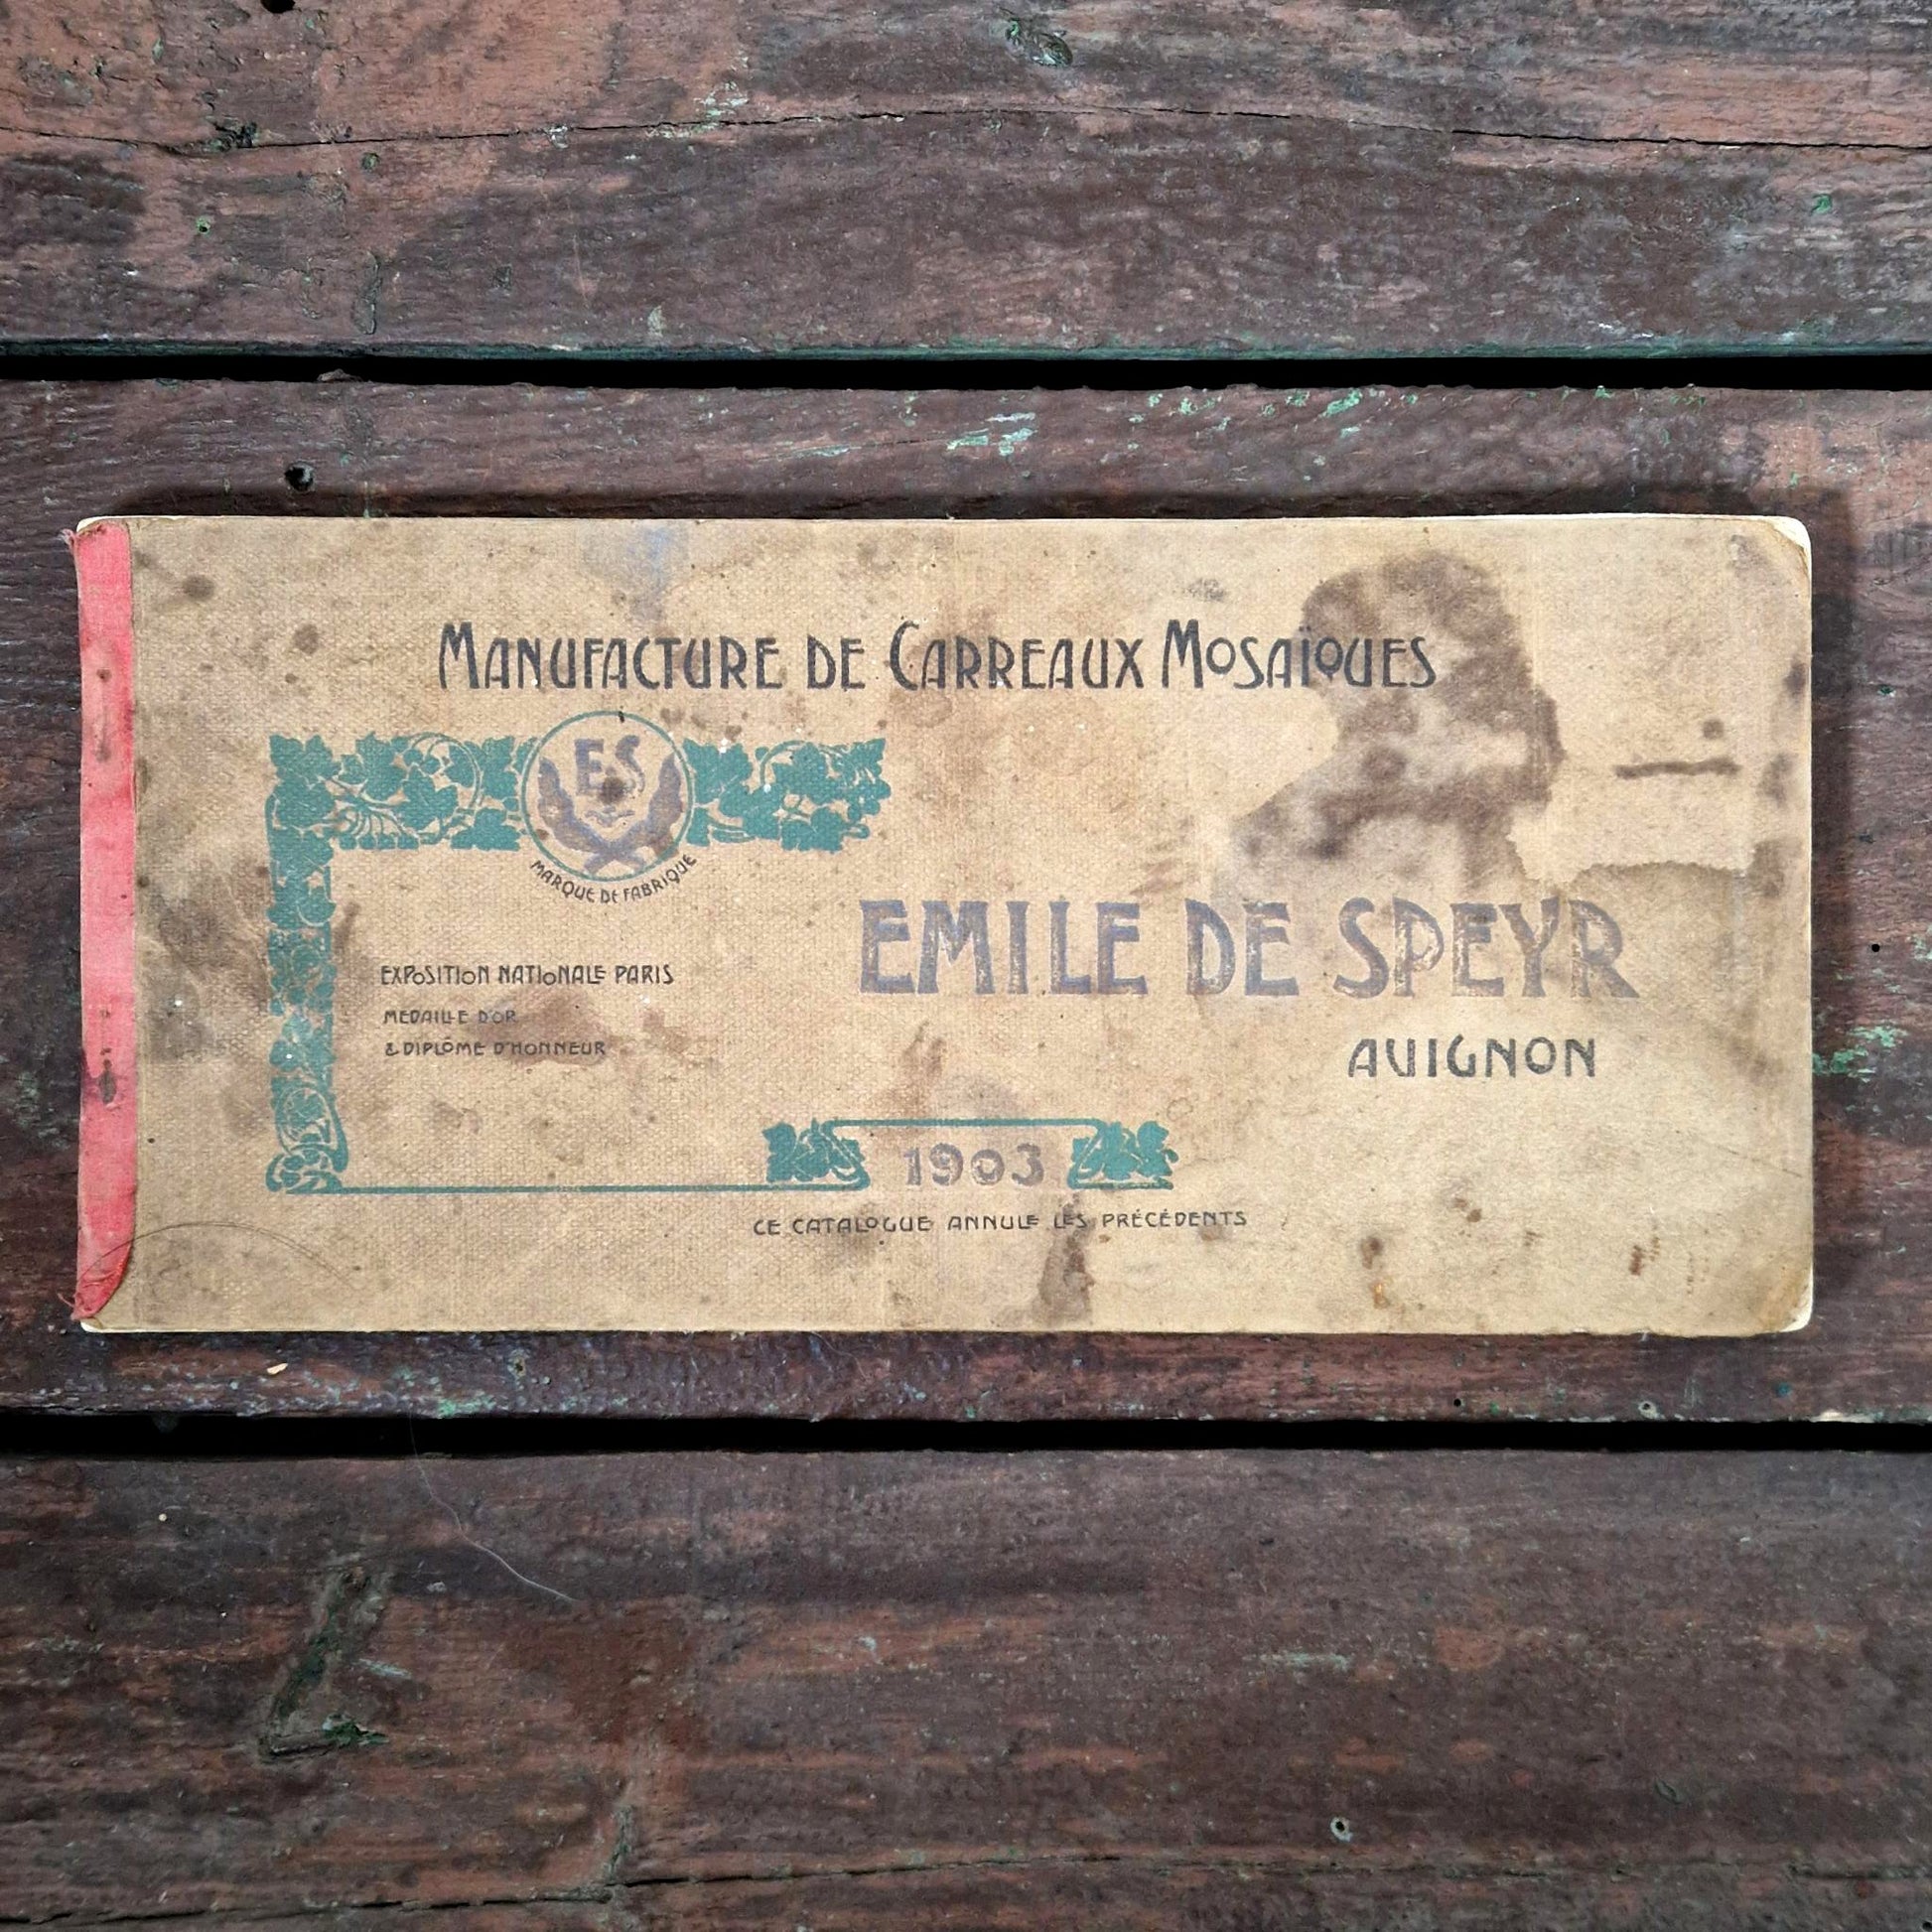 MANUFACTURE DE CARREAUX MOSAÏQUES
ES
MARQUE DE FABRIQUE
EMILE DE SPEYR
EXPOSITION NATIONALE PARIS
MEDAILLE D'OR
& DIPLÔME D'HONNEUR
AVIGNON
1903
CE CATALOGUE ANNULE LES PRÉCÉDENTS